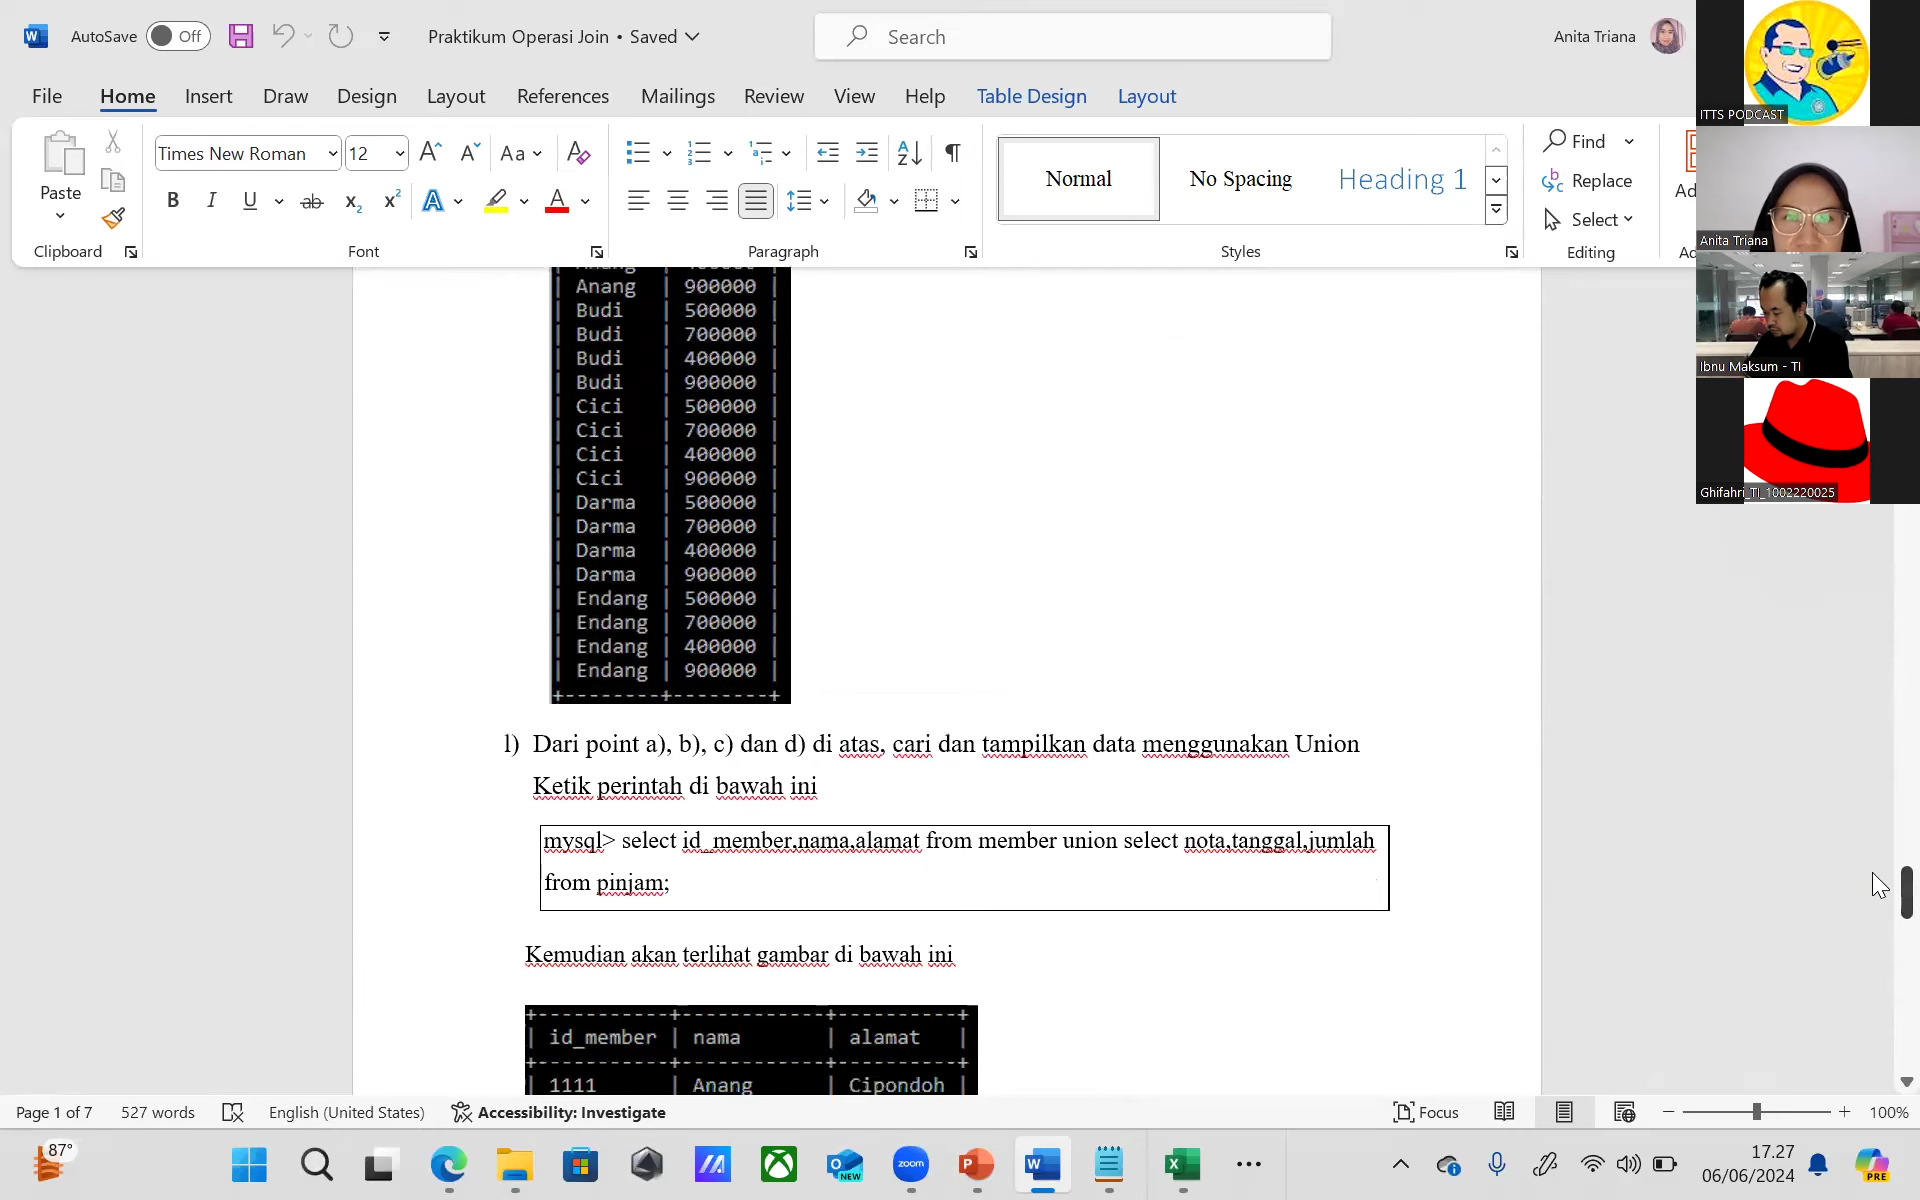 AutoSave Off Praktikum Operasi Join • Saved Search Anita Triana
File Home Insert Draw Design Layout References Mailings Review View Help Table Design Layout
Paste
Clipboard
Times New Roman 12
Font
Paragraph
Normal No Spacing Heading 1
Styles
Find
Replace
Select
Editing
ITTS PODCAST
Anita Triana
Ibnu Maksum - TI
Ghifahri_TI_1002220025
| Anang | 900000 |
| Budi | 500000 |
| Budi | 700000 |
| Budi | 400000 |
| Budi | 900000 |
| Cici | 500000 |
| Cici | 700000 |
| Cici | 400000 |
| Cici | 900000 |
| Darma | 500000 |
| Darma | 700000 |
| Darma | 400000 |
| Darma | 900000 |
| Endang | 500000 |
| Endang | 700000 |
| Endang | 400000 |
| Endang | 900000 |
l) Dari point a), b), c) dan d) di atas, cari dan tampilkan data menggunakan Union
Ketik perintah di bawah ini
mysql> select id_member,nama,alamat from member union select nota,tanggal,jumlah
from pinjam;
Kemudian akan terlihat gambar di bawah ini
| id_member | nama | alamat |
| 1111 | Anang | Cipondoh |
Page 1 of 7 527 words English (United States) Accessibility: Investigate Focus 100%
87°
17.27
06/06/2024